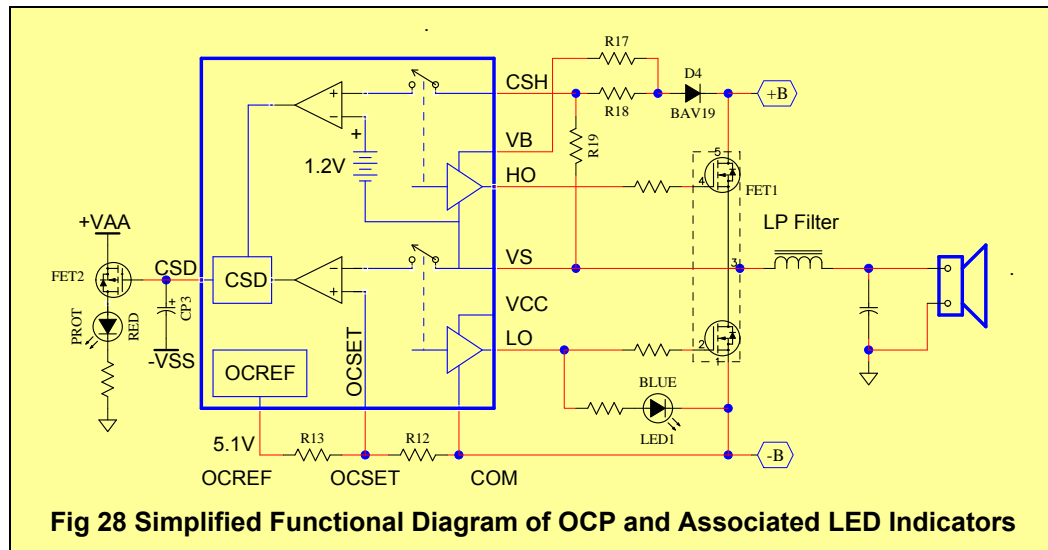 R17
CSH
D4
+B
R18
BAV19
+
-
+
VB
R19
1.2V
5
HO
4
FET1
+VAA
LP Filter
FET2
CSD
CSD
VS
3
+
-
+
CP3
VCC
PROT
RED
LO
2
-VSS
OCSET
1
OCREF
BLUE
LED1
5.1V
R13
R12
-B
OCREF
OCSET
COM
Fig 28 Simplified Functional Diagram of OCP and Associated LED Indicators